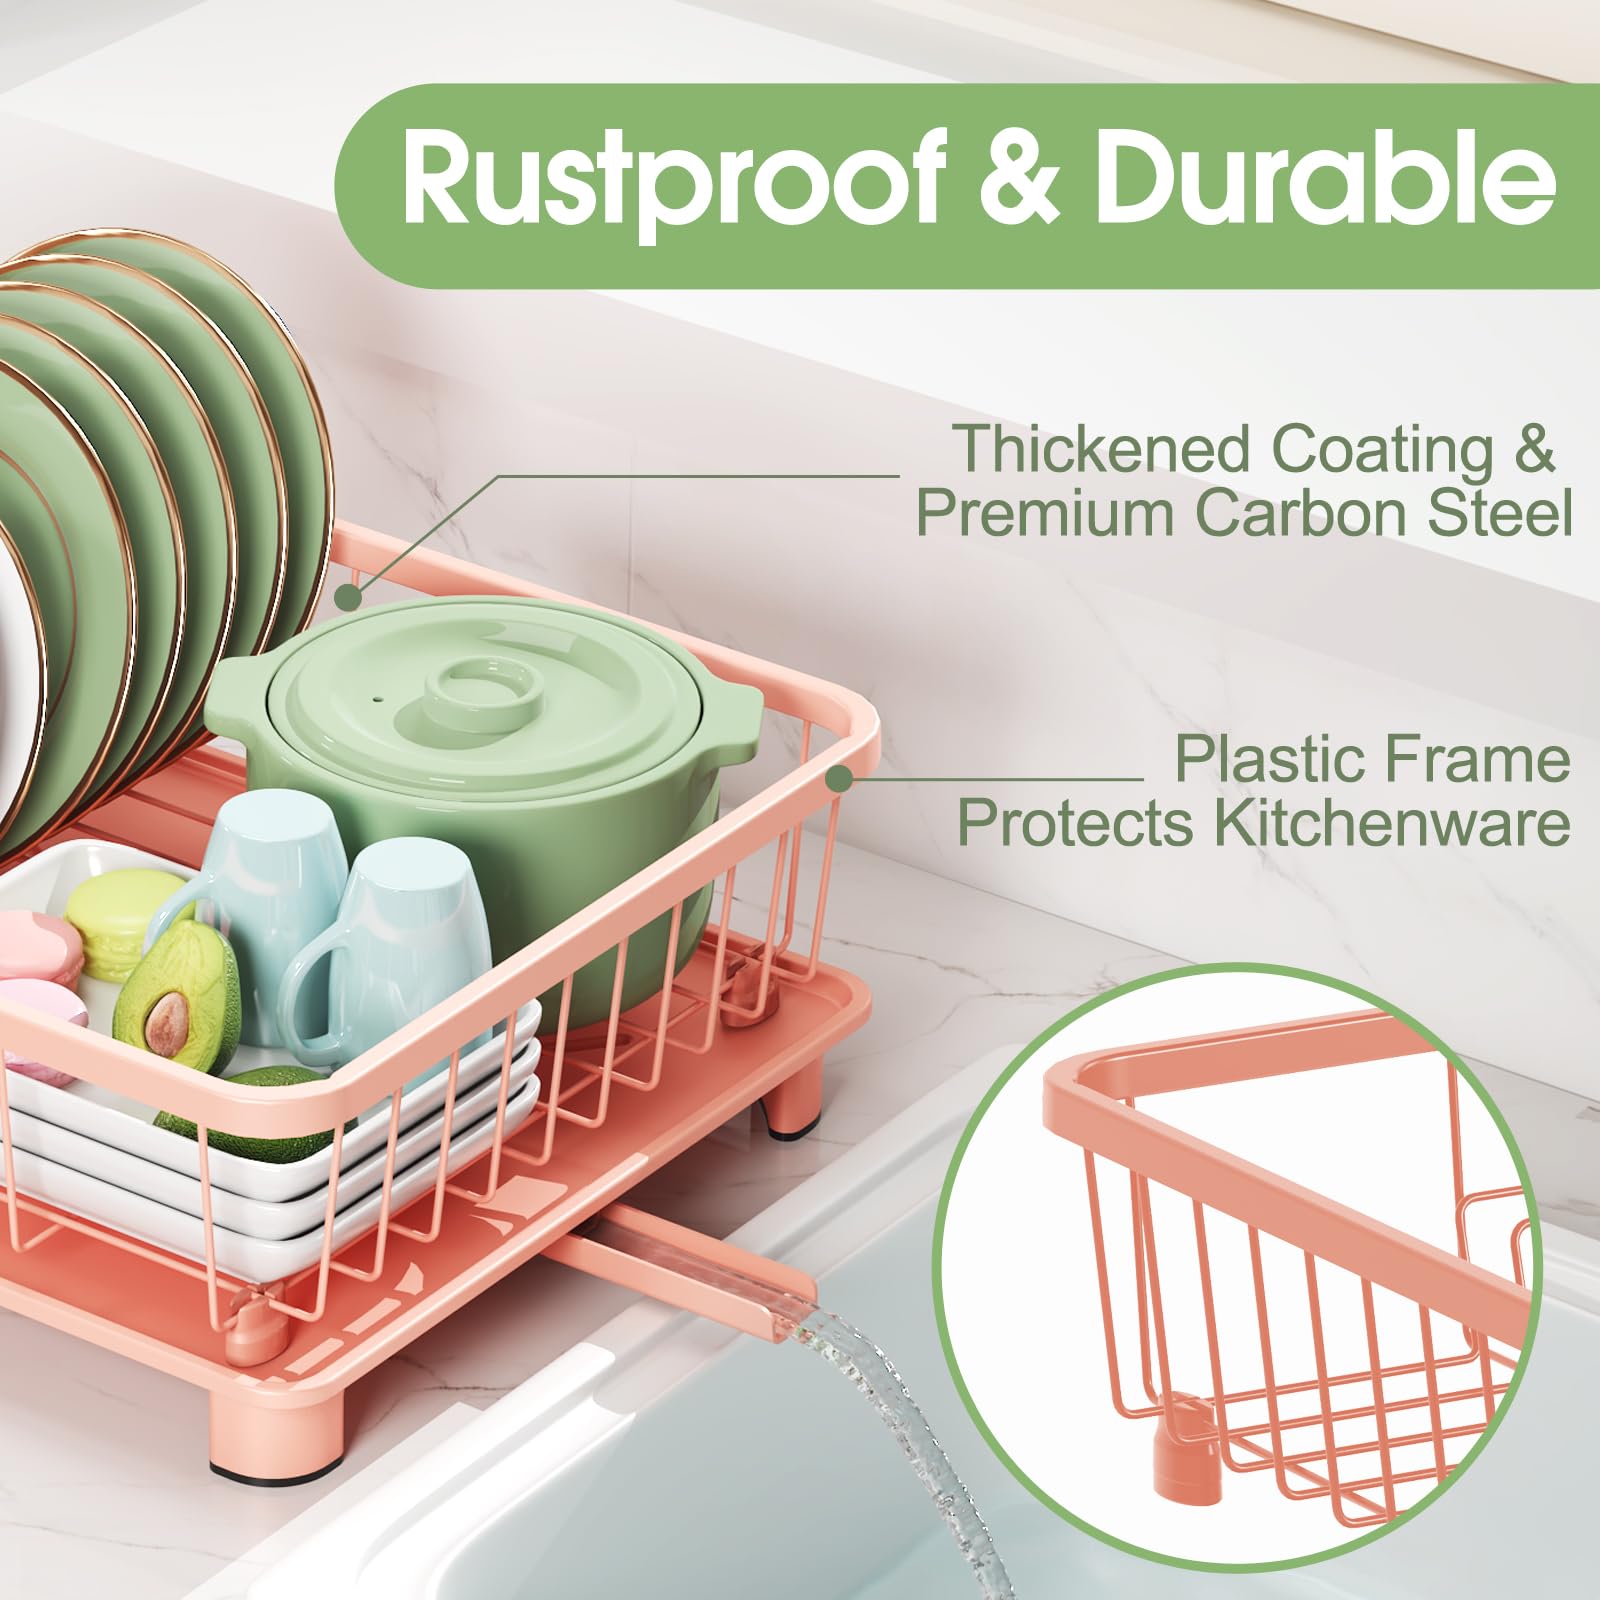 Rustproof & Durable
Thickened Coating &
Premium Carbon Steel
Plastic Frame
Protects Kitchenware